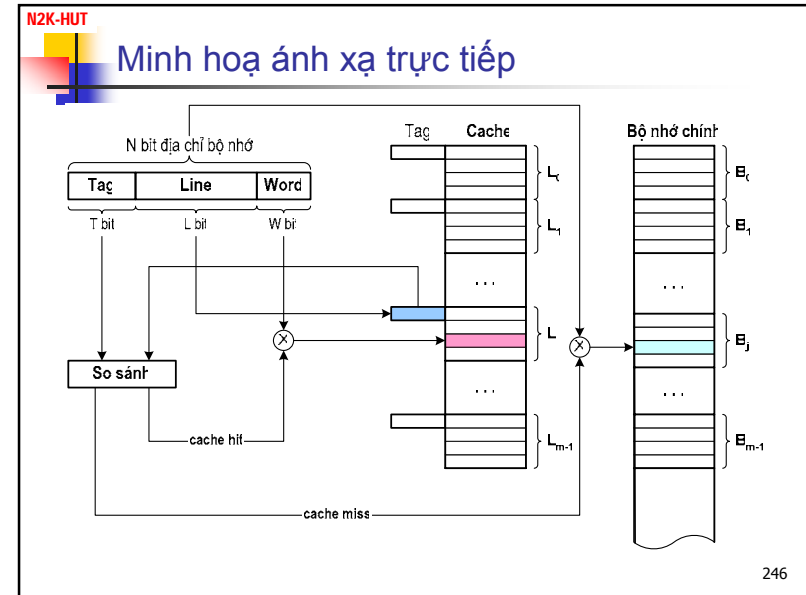 N2K-HUT
Minh hoạ ánh xạ trực tiếp
N bit địa chỉ bộ nhớ
Tag Line Word
T bit L bit W bit
So sánh
cache hit
cache miss
Tag Cache
L0
L1
. . .
L
. . .
Lm-1
Bộ nhớ chính
B0
B1
. . .
Bj
. . .
Bm-1
246